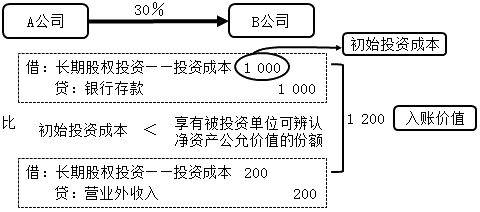 A公司 30% B公司
初始投资成本
借：长期股权投资——投资成本 1 000
贷：银行存款 1 000
1 200 入账价值
比 初始投资成本 < 享有被投资单位可辨认
净资产公允价值的份额
借：长期股权投资——投资成本 200
贷：营业外收入 200